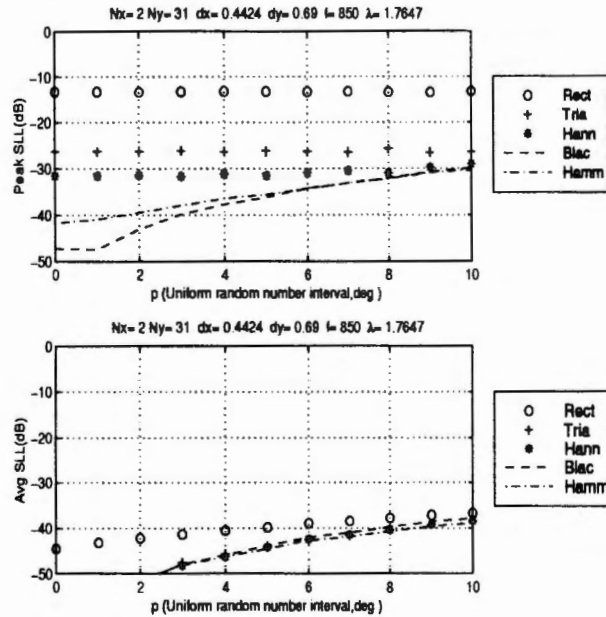 Nx= 2 Ny= 31 dx= 0.4424 dy= 0.69 f= 850 λ= 1.7647
0
−10
−20
−30
−40
−50
Peak SLL(dB)
0 2 4 6 8 10
p (Uniform random number interval,deg )
Rect
Tria
Hann
Blac
Hamm
Nx= 2 Ny= 31 dx= 0.4424 dy= 0.69 f= 850 λ= 1.7647
0
−10
−20
−30
−40
−50
Avg SLL(dB)
0 2 4 6 8 10
p (Uniform random number interval,deg )
Rect
Tria
Hann
Blac
Hamm